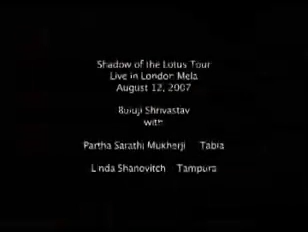 Shadow of the Lotus Tour
Live in London Mela
August 12, 2007
Baluji Shrivastav
with
Partha Sarathi Mukherji Tabla
Linda Shanovitch Tampura